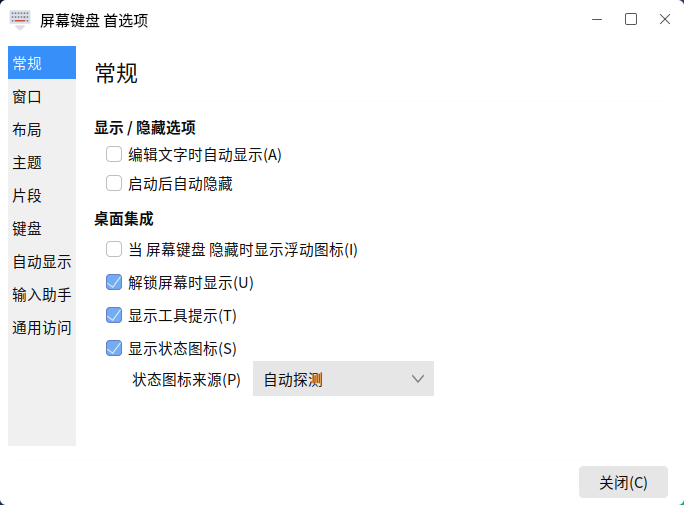 屏幕键盘 首选项
常规
窗口
布局
主题
片段
键盘
自动显示
输入助手
通用访问
常规
显示 / 隐藏选项
编辑文字时自动显示(A)
启动后自动隐藏
桌面集成
当 屏幕键盘 隐藏时显示浮动图标(I)
解锁屏幕时显示(U)
显示工具提示(T)
显示状态图标(S)
状态图标来源(P) 自动探测
关闭(C)